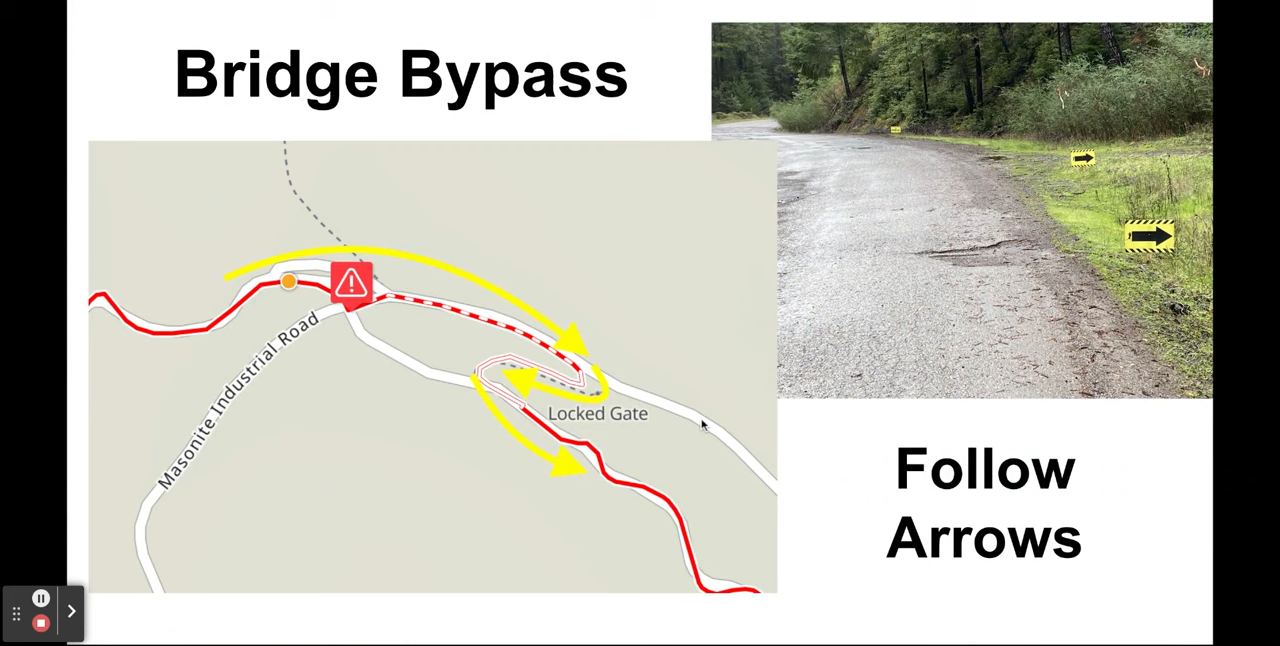 Bridge Bypass
Masonite Industrial Road
Locked Gate
Follow
Arrows